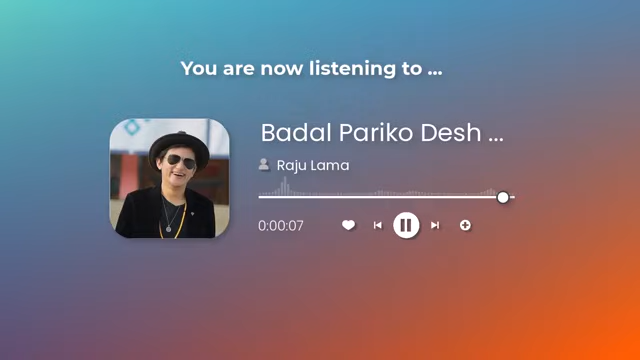 You are now listening to ...
Badal Pariko Desh ...
Raju Lama
0:00:07